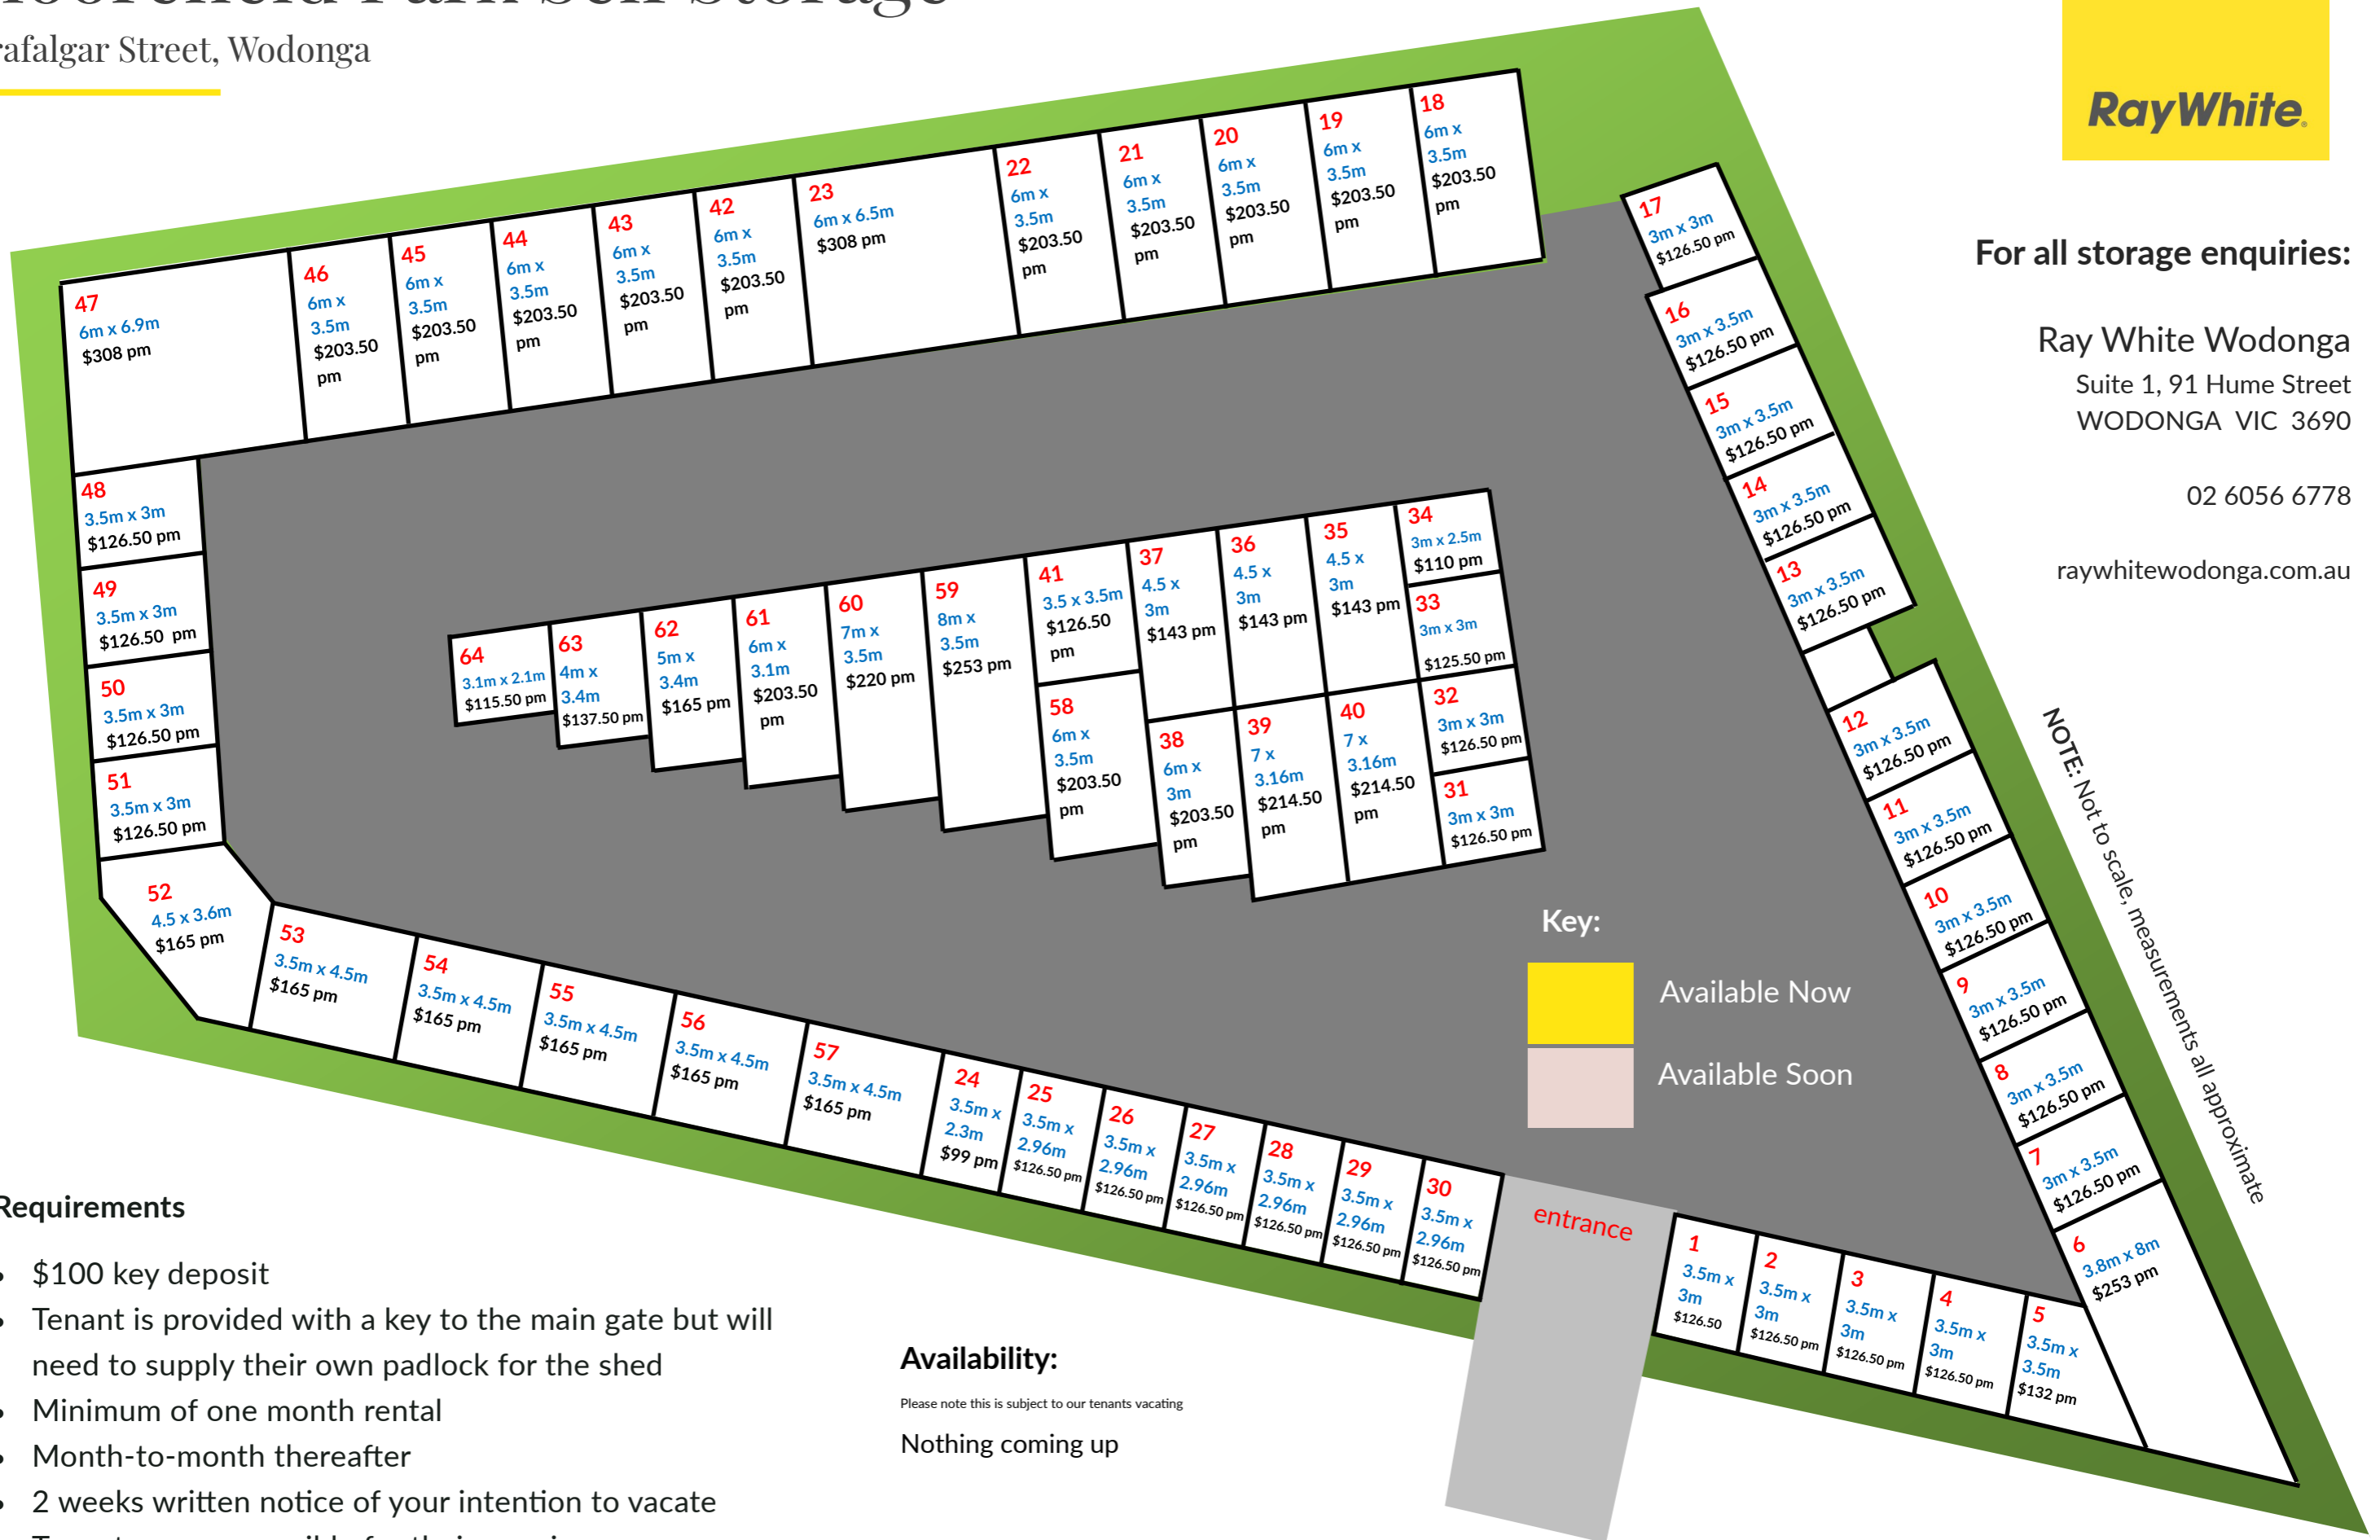 Storage
Trafalgar Street, Wodonga
RayWhite.
For all storage enquiries:
Ray White Wodonga
Suite 1, 91 Hume Street
WODONGA VIC 3690
02 6056 6778
raywhitewodonga.com.au
47
6m x 6.9m
$308 pm
46
6m x
3.5m
$203.50
pm
45
6m x
3.5m
$203.50
pm
44
6m x
3.5m
$203.50
pm
43
6m x
3.5m
$203.50
pm
42
6m x
3.5m
$203.50
pm
23
6m x 6.5m
$308 pm
22
6m x
3.5m
$203.50
pm
21
6m x
3.5m
$203.50
pm
20
6m x
3.5m
$203.50
pm
19
6m x
3.5m
$203.50
pm
18
6m x
3.5m
$203.50
pm
17
3m x 3m
$126.50 pm
16
3m x 3.5m
$126.50 pm
15
3m x 3.5m
$126.50 pm
14
3m x 3.5m
$126.50 pm
13
3m x 3.5m
$126.50 pm
12
3m x 3.5m
$126.50 pm
11
3m x 3.5m
$126.50 pm
10
3m x 3.5m
$126.50 pm
9
3m x 3.5m
$126.50 pm
8
3m x 3.5m
$126.50 pm
7
3m x 3.5m
$126.50 pm
6
3.8m x 8m
$253 pm
NOTE: Not to scale, measurements all approximate
48
3.5m x 3m
$126.50 pm
49
3.5m x 3m
$126.50 pm
50
3.5m x 3m
$126.50 pm
51
3.5m x 3m
$126.50 pm
52
4.5 x 3.6m
$165 pm
64
3.1m x 2.1m
$115.50 pm
63
4m x
3.4m
$137.50 pm
62
5m x
3.4m
$165 pm
61
6m x
3.1m
$203.50
pm
60
7m x
3.5m
$220 pm
59
8m x
3.5m
$253 pm
41
3.5 x 3.5m
$126.50
pm
37
4.5 x
3m
$143 pm
36
4.5 x
3m
$143 pm
35
4.5 x
3m
$143 pm
34
3m x 2.5m
$110 pm
33
3m x 3m
$125.50 pm
58
6m x
3.5m
$203.50
pm
38
6m x
3m
$203.50
pm
39
7 x
3.16m
$214.50
pm
40
7 x
3.16m
$214.50
pm
32
3m x 3m
$126.50 pm
31
3m x 3m
$126.50 pm
Key:
Available Now
Available Soon
53
3.5m x 4.5m
$165 pm
54
3.5m x 4.5m
$165 pm
55
3.5m x 4.5m
$165 pm
56
3.5m x 4.5m
$165 pm
57
3.5m x 4.5m
$165 pm
24
3.5m x
2.3m
$99 pm
25
3.5m x
2.96m
$126.50 pm
26
3.5m x
2.96m
$126.50 pm
27
3.5m x
2.96m
$126.50 pm
28
3.5m x
2.96m
$126.50 pm
29
3.5m x
2.96m
$126.50 pm
30
3.5m x
2.96m
$126.50 pm
entrance
1
3.5m x
3m
$126.50
2
3.5m x
3m
$126.50 pm
3
3.5m x
3m
$126.50 pm
4
3.5m x
3m
$126.50 pm
5
3.5m x
3.5m
$132 pm
Requirements
• $100 key deposit
• Tenant is provided with a key to the main gate but will
need to supply their own padlock for the shed
• Minimum of one month rental
• Month-to-month thereafter
• 2 weeks written notice of your intention to vacate
Availability:
Please note this is subject to our tenants vacating
Nothing coming up